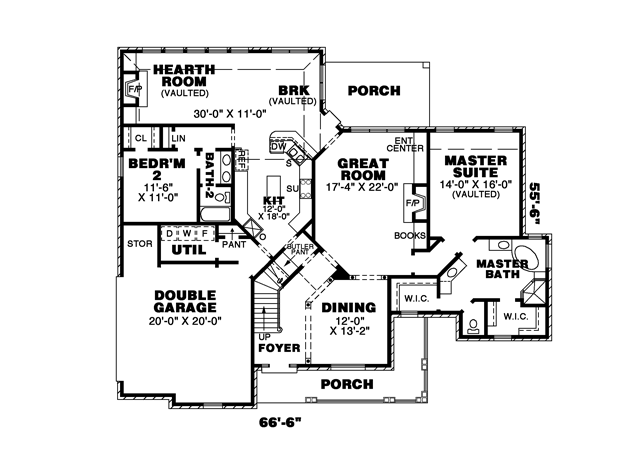 HEARTH
ROOM
(VAULTED)
F/P
30'-0" X 11'-0"
BRK
(VAULTED)
PORCH
CL
LIN
BEDR'M
2
11'-6"
X 11'-0"
BATH-2
REF
DW
S
SU
KIT
12'-0"
X 18'-0"
O
ENT
CENTER
GREAT
ROOM
17'-4" X 22'-0"
F/P
BOOKS
MASTER
SUITE
14'-0" X 16'-0"
(VAULTED)
55'-6"
STOR
D W F
UTIL
PANT
BUTLER
PANT
MASTER
BATH
W.I.C.
W.I.C.
DOUBLE
GARAGE
20'-0" X 20'-0"
UP
FOYER
DINING
12'-0"
X 13'-2"
PORCH
66'-6"